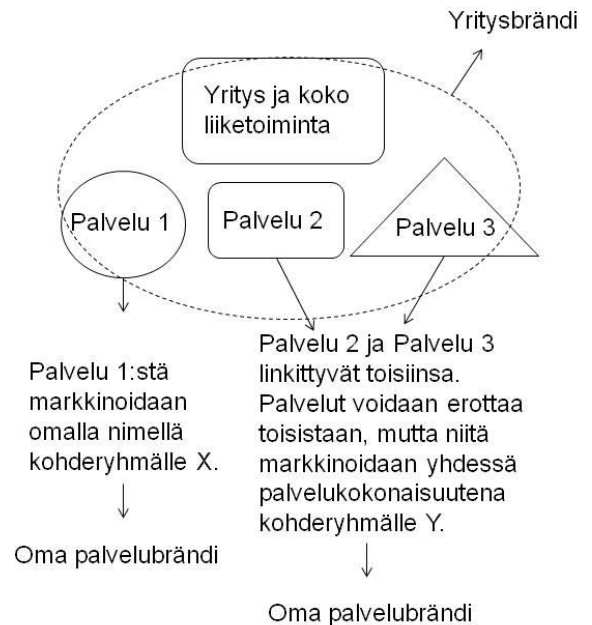 Yritysbrändi
Yritys ja koko
liiketoiminta
Palvelu 1
Palvelu 2
Palvelu 3
Palvelu 1:stä
markkinoidaan
omalla nimellä
kohderyhmälle X.
Oma palvelubrändi
Palvelu 2 ja Palvelu 3
linkittyvät toisiinsa.
Palvelut voidaan erottaa
toisistaan, mutta niitä
markkinoidaan yhdessä
palvelukokonaisuutena
kohderyhmälle Y.
Oma palvelubrändi